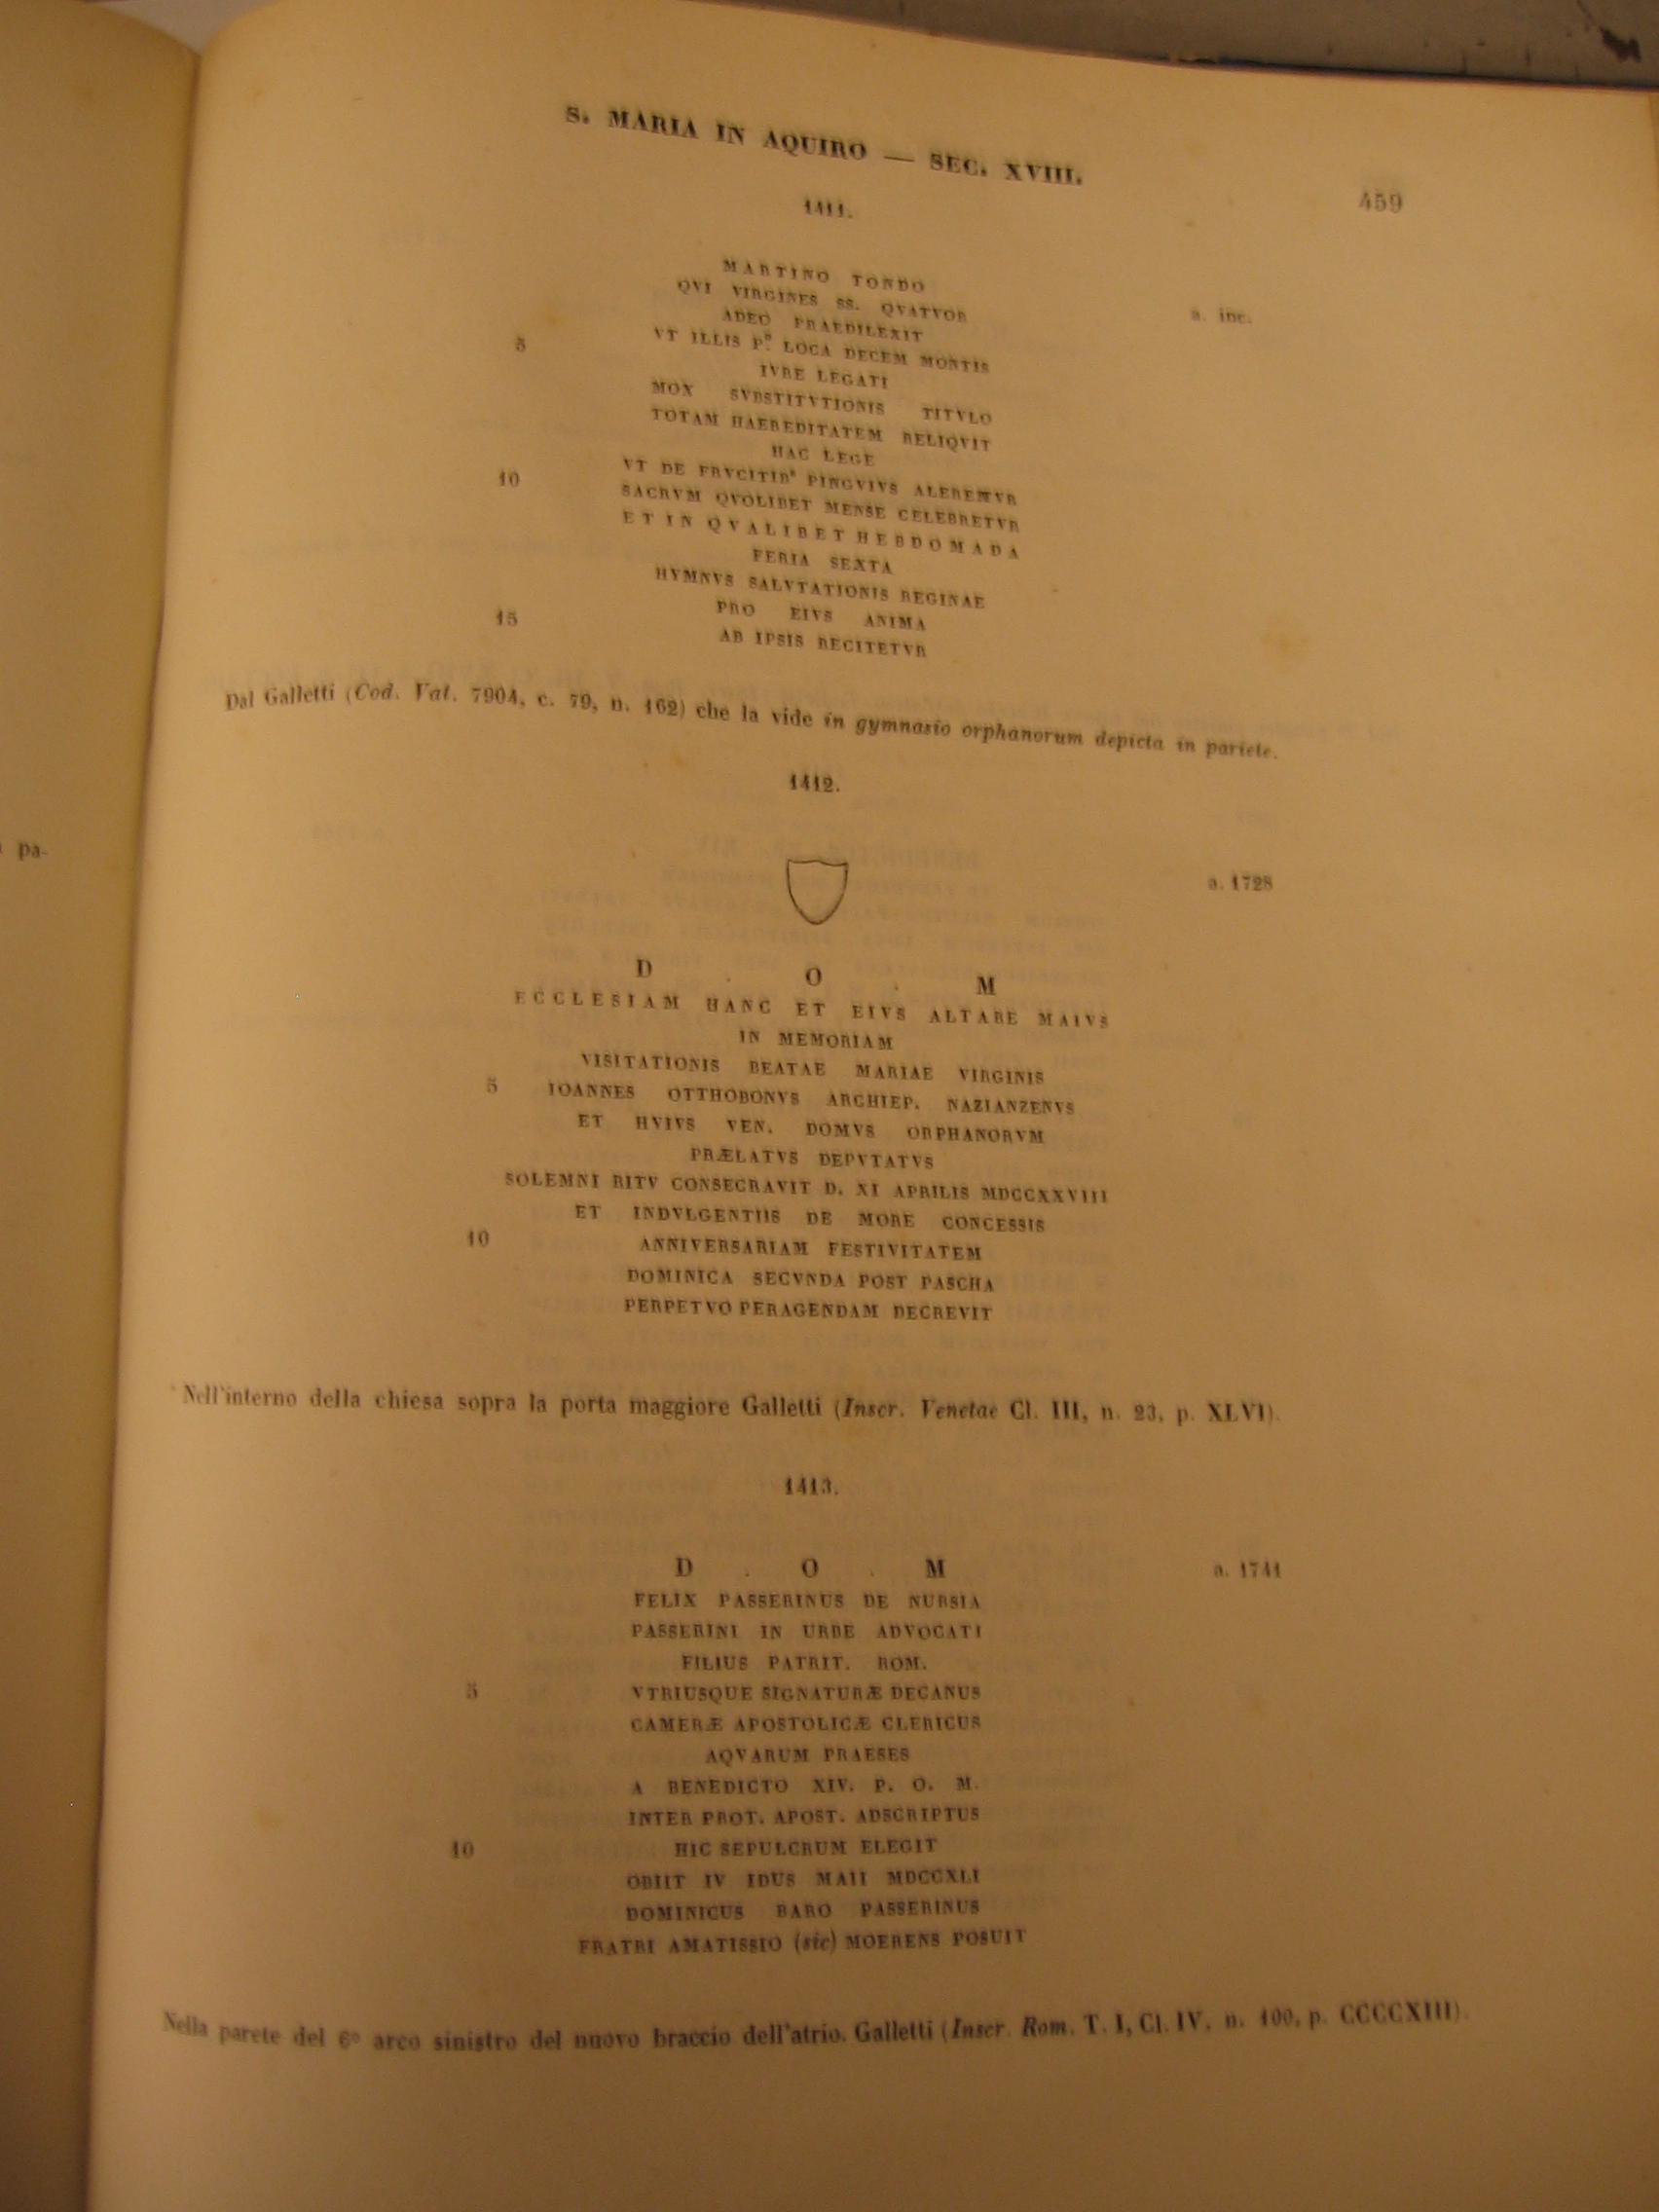 S. MARIA IN AQUIRO — SEC. XVIII.
459
1411.
MARTINO TONDO
a. inc.
QVI VIRGINES SS. QVATVOR
ADEO PRAEDILEXIT
VT ILLIS P.º LOCA DECEM MONTIS
5 IVRE LEGATI
MOX SVBSTITVTIONIS TITVLO
TOTAM HAEREDITATEM RELIQVIT
HAC LEGE
VT DE FRVCITIB' PINGVIVS ALERENTVR
10 SACRVM QVOLIBET MENSE CELEBRETVR
ET IN QVALIBET HEBDOMADA
FERIA SEXTA
HYMNVS SALVTATIONIS REGINAE
PRO EIVS ANIMA
15 AB IPSIS RECITETVR
Dal Galletti (Cod. Vat. 7904, c. 79, n. 162) che la vide in gymnasio orphanorum depicta in pariete.
1412.
a. 1728
D . O . M
ECCLESIAM HANC ET EIVS ALTARE MAIVS
IN MEMORIAM
VISITATIONIS BEATAE MARIAE VIRGINIS
5 IOANNES OTTHOBONVS ARCHIEP. NAZIANZENVS
ET HVIVS VEN. DOMVS ORPHANORVM
PRÆLATVS DEPVTATVS
SOLEMNI RITV CONSECRAVIT D. XI APRILIS MDCCXXVIII
ET INDVLGENTIIS DE MORE CONCESSIS
10 ANNIVERSARIAM FESTIVITATEM
DOMINICA SECVNDA POST PASCHA
PERPETVO PERAGENDAM DECREVIT
Nell'interno della chiesa sopra la porta maggiore Galletti (Inscr. Venetae Cl. III, n. 23, p. XLVI).
1413.
D . O . M
a. 1741
FELIX PASSERINUS DE NURSIA
PASSERINI IN URBE ADVOCATI
FILIUS PATRIT. ROM.
5 VTRIUSQUE SIGNATURÆ DECANUS
CAMERÆ APOSTOLICÆ CLERICUS
AQVARUM PRAESES
A BENEDICTO XIV. P. O. M.
INTER PROT. APOST. ADSCRIPTUS
10 HIC SEPULCRUM ELEGIT
OBIIT IV IDUS MAII MDCCXLI
DOMINICUS BARO PASSERINUS
FRATRI AMATISSIO (sic) MOERENS POSUIT
Nella parete del 6º arco sinistro del nuovo braccio dell'atrio. Galletti (Inscr. Rom. T. I, Cl. IV, n. 100, p. CCCCXIII).
pa-